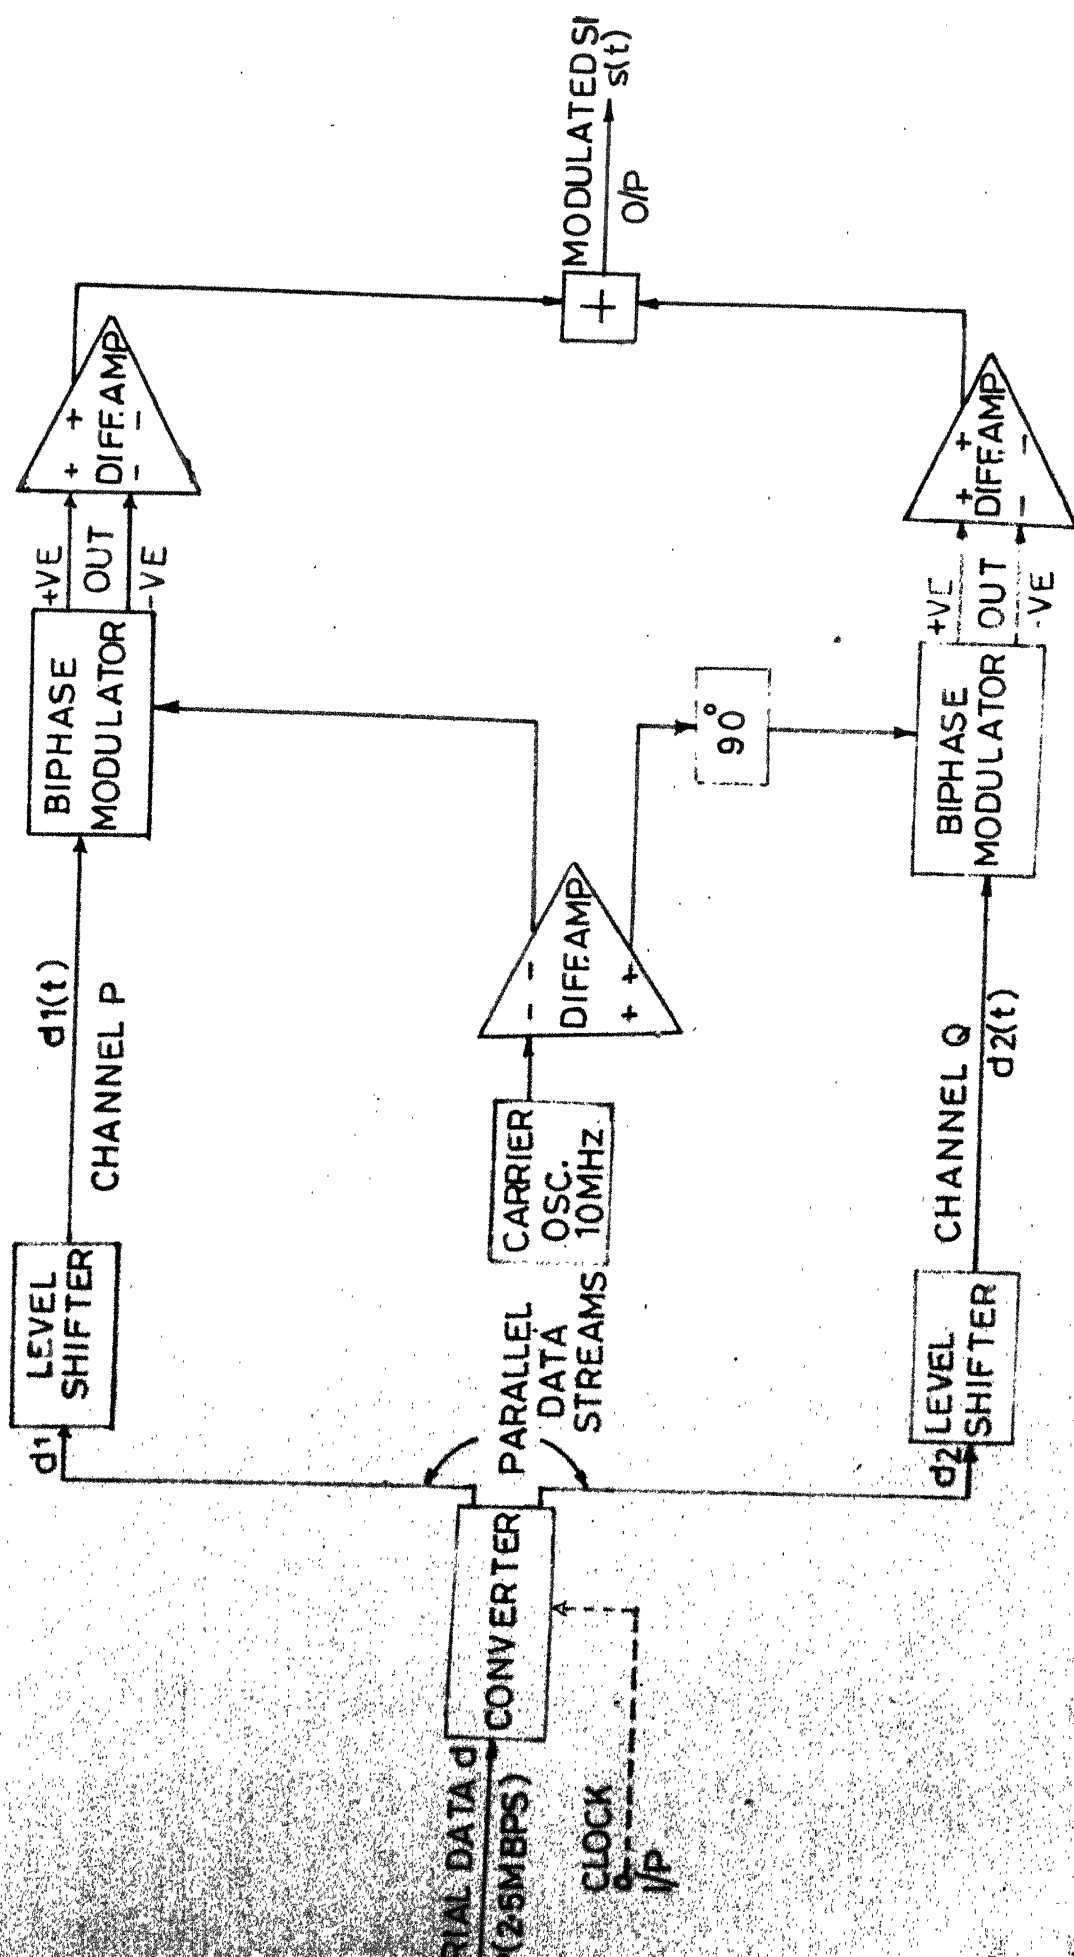 RIAL DATA d
(2.5MBPS)
CLOCK
I/P
CONVERTER
d1
d2
PARALLEL
DATA
STREAMS
LEVEL
SHIFTER
LEVEL
SHIFTER
d1(t)
CHANNEL P
CHANNEL Q
d2(t)
CARRIER
OSC.
10MHz
- -
DIFF.AMP
+ +
90°
BIPHASE
MODULATOR
BIPHASE
MODULATOR
+VE
OUT
-VE
+VE
OUT
-VE
+ +
DIFF.AMP
- -
+ +
DIFF.AMP
- -
+
MODULATED SI
s(t)
O/P